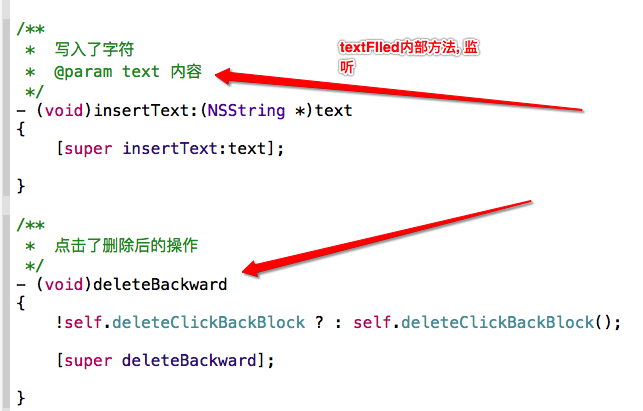 /**
 *  写入了字符
 *  @param text 内容
 */
- (void)insertText:(NSString *)text
{
    [super insertText:text];
}
textFIled内部方法, 监
听
/**
 *  点击了删除后的操作
 */
- (void)deleteBackward
{
    !self.deleteClickBackBlock ? : self.deleteClickBackBlock();
    [super deleteBackward];
}